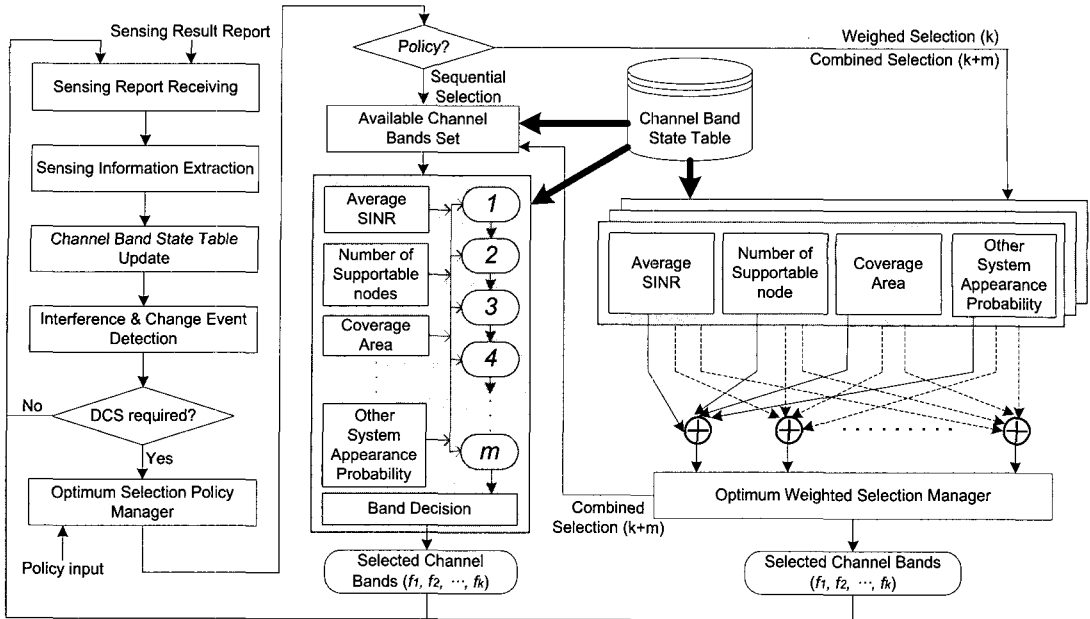 Sensing Result Report
Sensing Report Receiving
Sensing Information Extraction
Channel Band State Table
Update
Interference & Change Event
Detection
DCS required?
No
Yes
Optimum Selection Policy
Manager
Policy input
Policy?
Sequential
Selection
Weighed Selection (k)
Combined Selection (k+m)
Available Channel
Bands Set
Channel Band
State Table
Average
SINR
Number of
Supportable
nodes
Coverage
Area
Other
System
Appearance
Probability
1
2
3
4
m
Band Decision
Selected Channel
Bands (f1, f2, ..., fk)
Average
SINR
Number of
Supportable
node
Coverage
Area
Other
System
Appearance
Probability
Combined
Selection (k+m)
Optimum Weighted Selection Manager
Selected Channel Bands
(f1, f2, ..., fk)